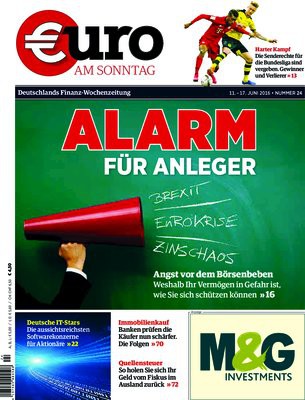 €uro
AM SONNTAG
Harter Kampf
Die Senderechte für
die Bundesliga sind
vergeben. Gewinner
und Verlierer » 13
Deutschlands Finanz-Wochenzeitung
11. – 17. JUNI 2016 • NUMMER 24
ALARM
FÜR ANLEGER
BREXIT
EUROKRISE
ZINSCHAOS
Angst vor dem Börsenbeben
Weshalb Ihr Vermögen in Gefahr ist,
wie Sie sich schützen können » 16
€ 4,50
Deutsche IT-Stars
Die aussichtsreichsten
Softwarekonzerne
für Aktionäre » 22
Immobilienkauf
Banken prüfen die
Käufer nun schärfer.
Die Folgen » 70
Quellensteuer
So holen Sie sich Ihr
Geld vom Fiskus im
Ausland zurück » 72
M&G
INVESTMENTS